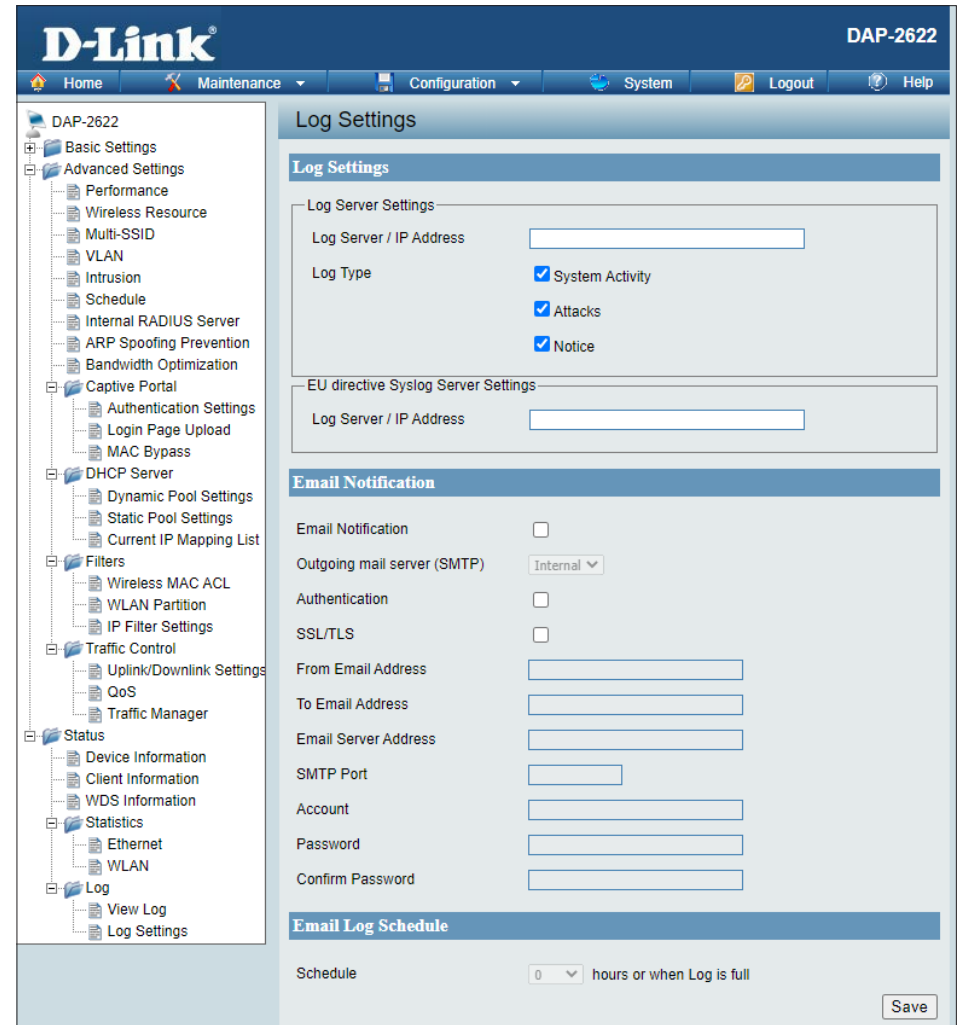 D-Link®
DAP-2622
Home Maintenance Configuration System Logout Help
DAP-2622
Basic Settings
Advanced Settings
Performance
Wireless Resource
Multi-SSID
VLAN
Intrusion
Schedule
Internal RADIUS Server
ARP Spoofing Prevention
Bandwidth Optimization
Captive Portal
Authentication Settings
Login Page Upload
MAC Bypass
DHCP Server
Dynamic Pool Settings
Static Pool Settings
Current IP Mapping List
Filters
Wireless MAC ACL
WLAN Partition
IP Filter Settings
Traffic Control
Uplink/Downlink Settings
QoS
Traffic Manager
Status
Device Information
Client Information
WDS Information
Statistics
Ethernet
WLAN
Log
View Log
Log Settings
Log Settings
Log Settings
Log Server Settings
Log Server / IP Address
Log Type
System Activity
Attacks
Notice
EU directive Syslog Server Settings
Log Server / IP Address
Email Notification
Email Notification
Outgoing mail server (SMTP) Internal
Authentication
SSL/TLS
From Email Address
To Email Address
Email Server Address
SMTP Port
Account
Password
Confirm Password
Email Log Schedule
Schedule 0 hours or when Log is full
Save